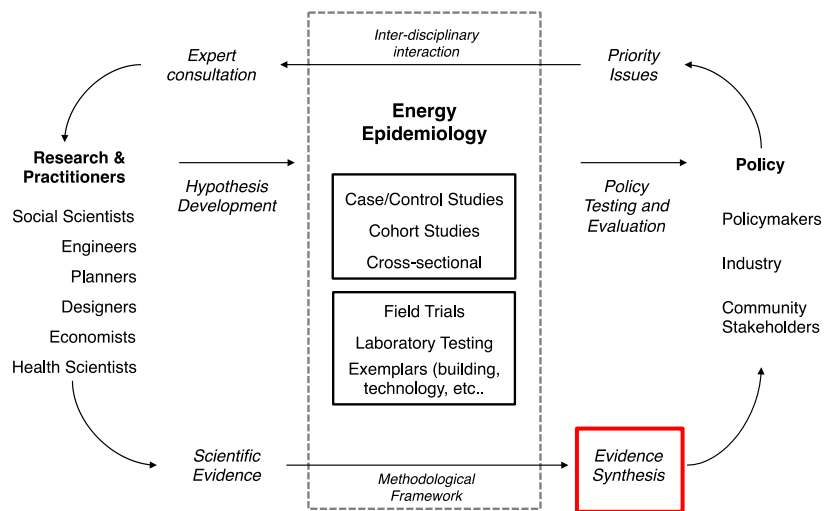 Inter-disciplinary
interaction
Expert
consultation
Priority
Issues
Energy
Epidemiology
Research &
Practitioners
Hypothesis
Development
Policy
Testing and
Evaluation
Policy
Social Scientists
Engineers
Planners
Designers
Economists
Health Scientists
Case/Control Studies
Cohort Studies
Cross-sectional
Field Trials
Laboratory Testing
Exemplars (building,
technology, etc..
Policymakers
Industry
Community
Stakeholders
Scientific
Evidence
Methodological
Framework
Evidence
Synthesis